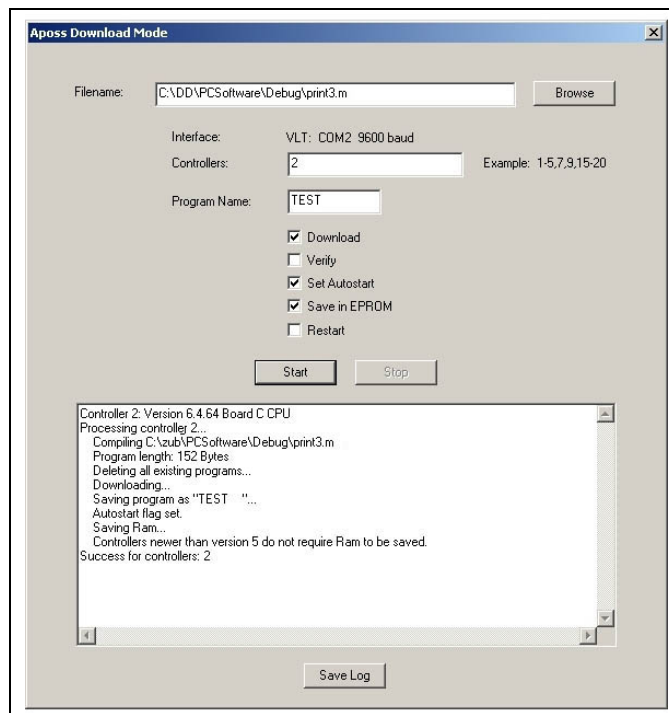 Aposs Download Mode
Filename: C:\DD\PCSoftware\Debug\print3.m Browse
Interface: VLT: COM2 9600 baud
Controllers: 2 Example: 1-5,7,9,15-20
Program Name: TEST
Download
Verify
Set Autostart
Save in EPROM
Restart
Start Stop
Controller 2: Version 6.4.64 Board C CPU
Processing controller 2...
Compiling C:\zub\PCSoftware\Debug\print3.m
Program length: 152 Bytes
Deleting all existing programs...
Downloading...
Saving program as "TEST    "...
Autostart flag set.
Saving Ram...
Controllers newer than version 5 do not require Ram to be saved.
Success for controllers: 2
Save Log